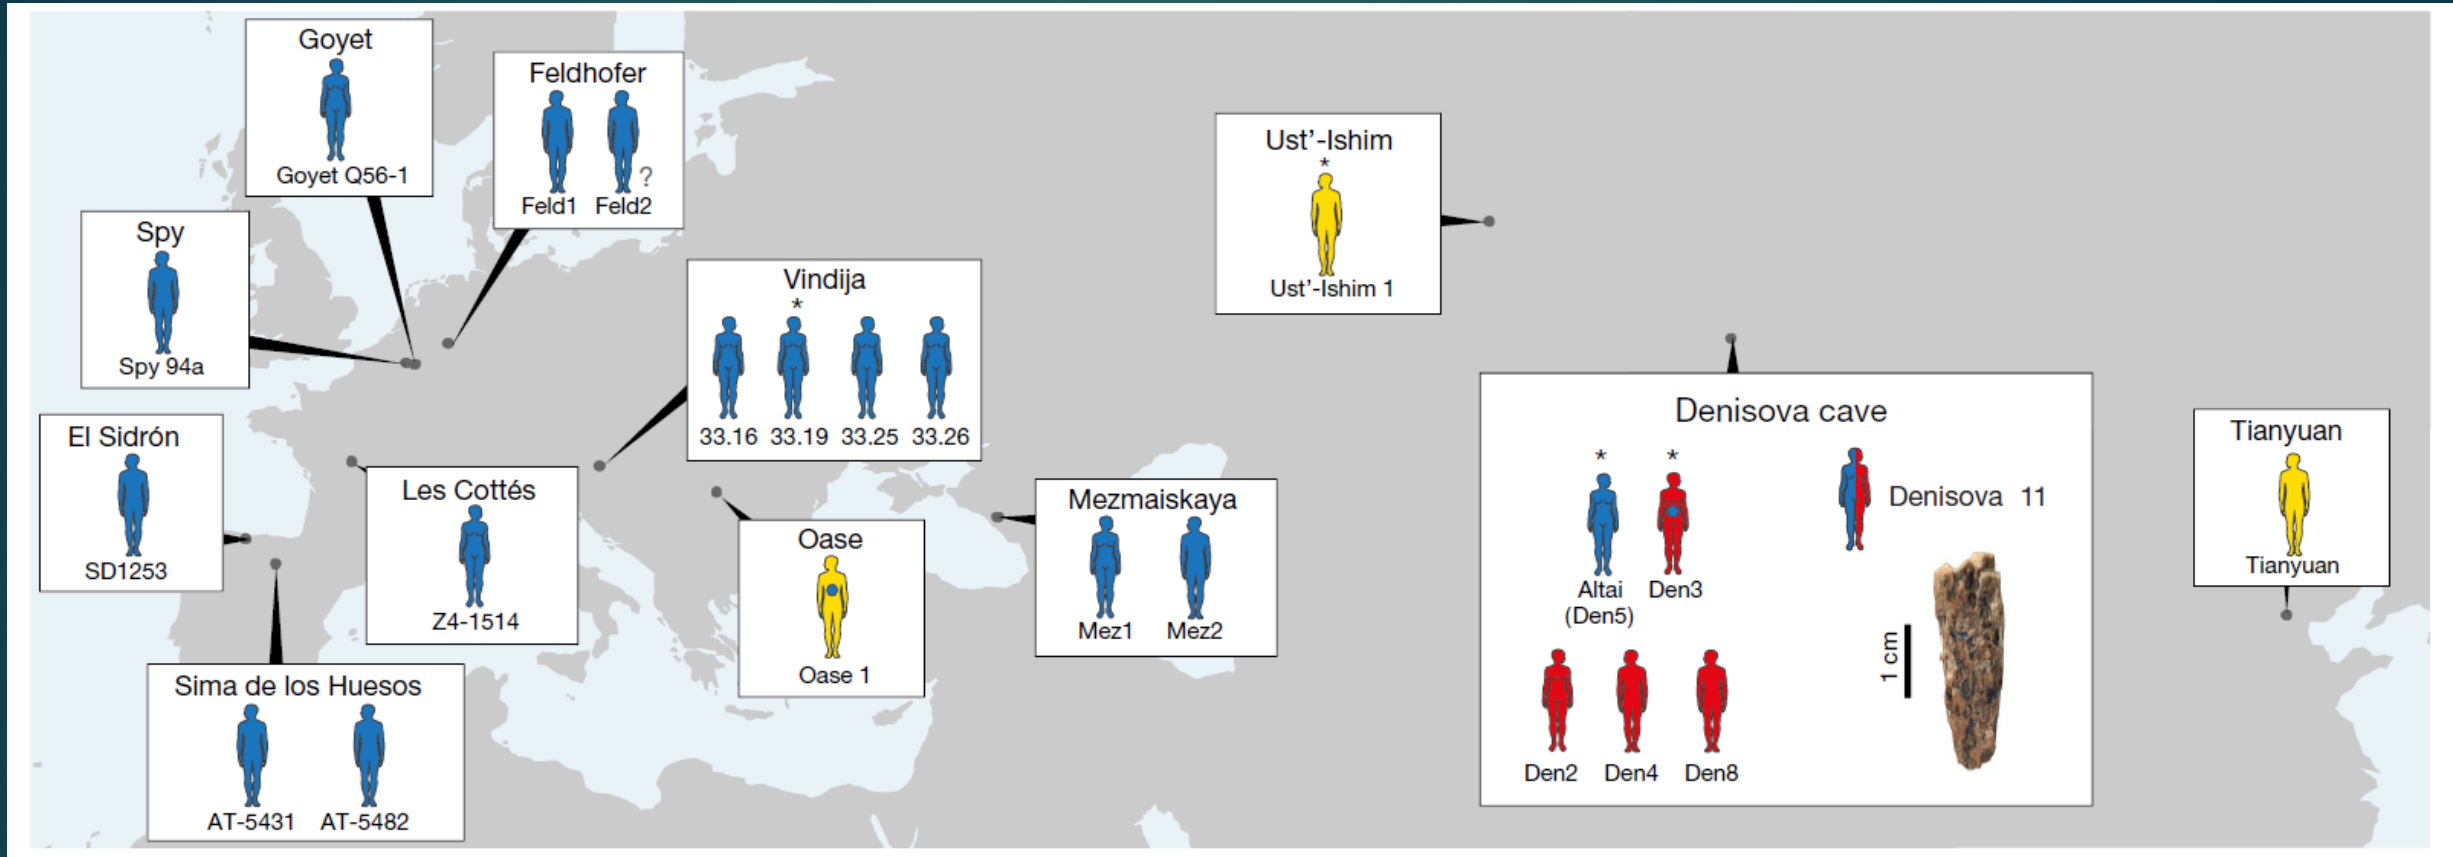 Goyet
Goyet Q56-1
Feldhofer
?
Feld1 Feld2
Spy
Spy 94a
Ust'-Ishim
*
Ust'-Ishim 1
Vindija
*
33.16 33.19 33.25 33.26
El Sidrón
SD1253
Les Cottés
Z4-1514
Oase
Oase 1
Mezmaiskaya
Mez1 Mez2
Sima de los Huesos
AT-5431 AT-5482
Denisova cave
* *
Denisova 11
Altai
(Den5)
Den3
1 cm
Den2 Den4 Den8
Tianyuan
Tianyuan